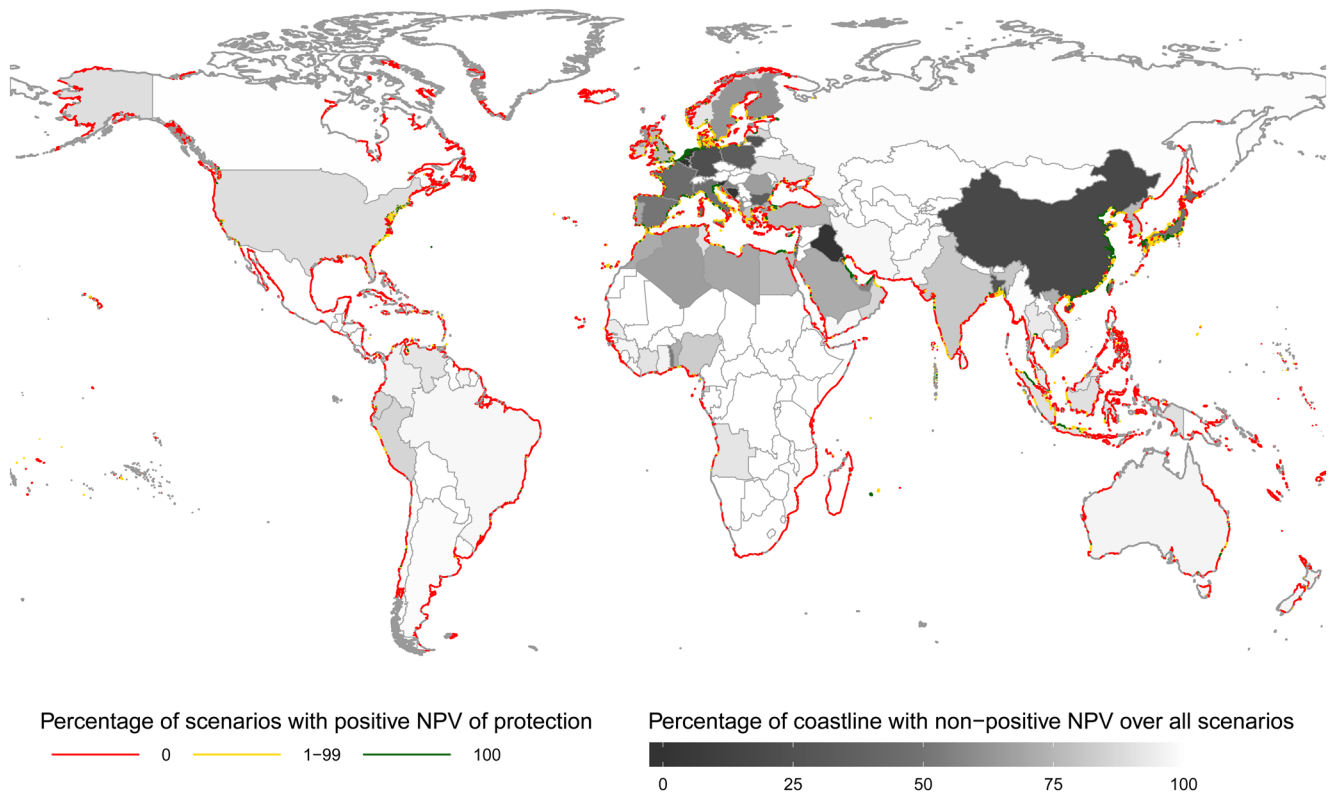 Percentage of scenarios with positive NPV of protection
0 1−99 100
Percentage of coastline with non−positive NPV over all scenarios
0 25 50 75 100